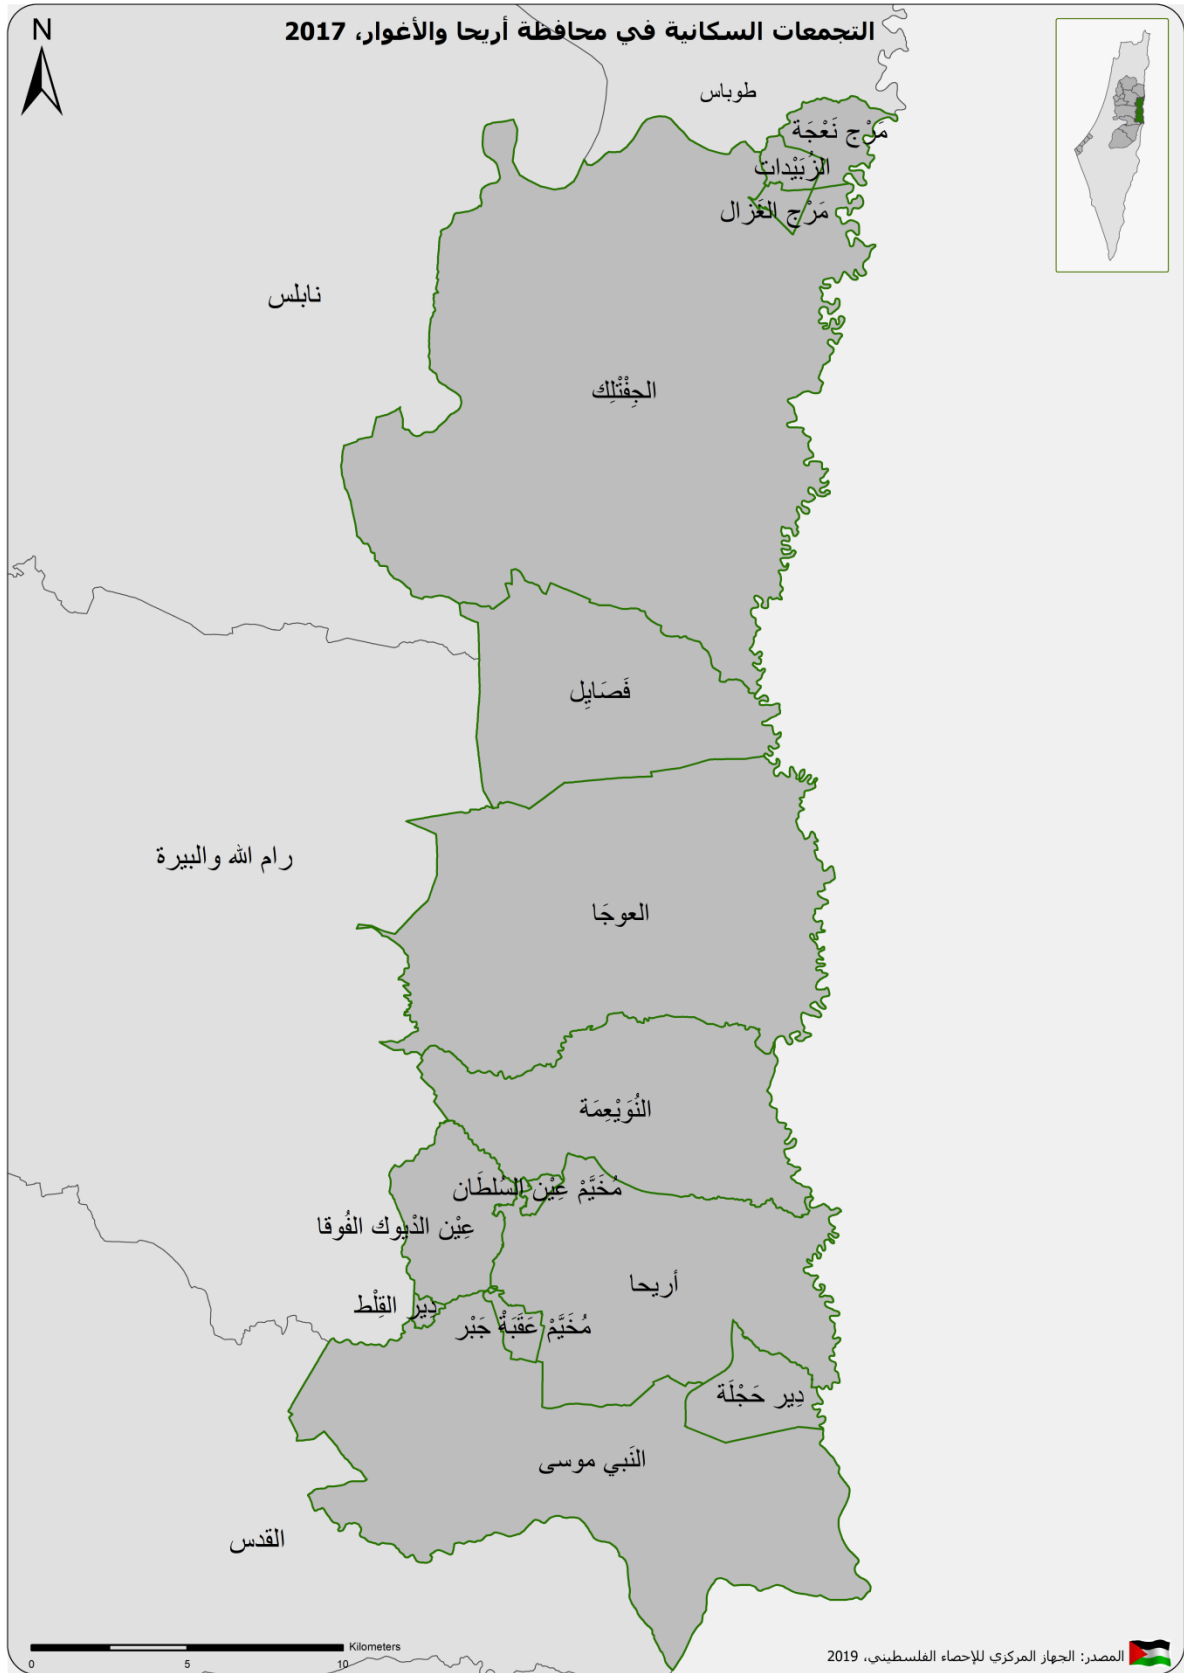 التجمعات السكانية في محافظة أريحا والأغوار، 2017
N
طوباس
مَرْج نَعْجَة
الزُبَيْدات
مَرْج الغَزال
نابلس
الجِفْتْلِك
فَصَايِل
رام الله والبيرة
العوجَا
النُوَيْعِمَة
مُخَيَّمْ عِيْن السُلطَان
عِيْن الدْيوك الفُوقا
أريحا
دِير القِلْط
مُخَيَّمْ عَقَبَةْ جَبْر
دِير حَجْلَة
النَبي موسى
القدس
Kilometers
0 5 10
المصدر: الجهاز المركزي للإحصاء الفلسطيني، 2019